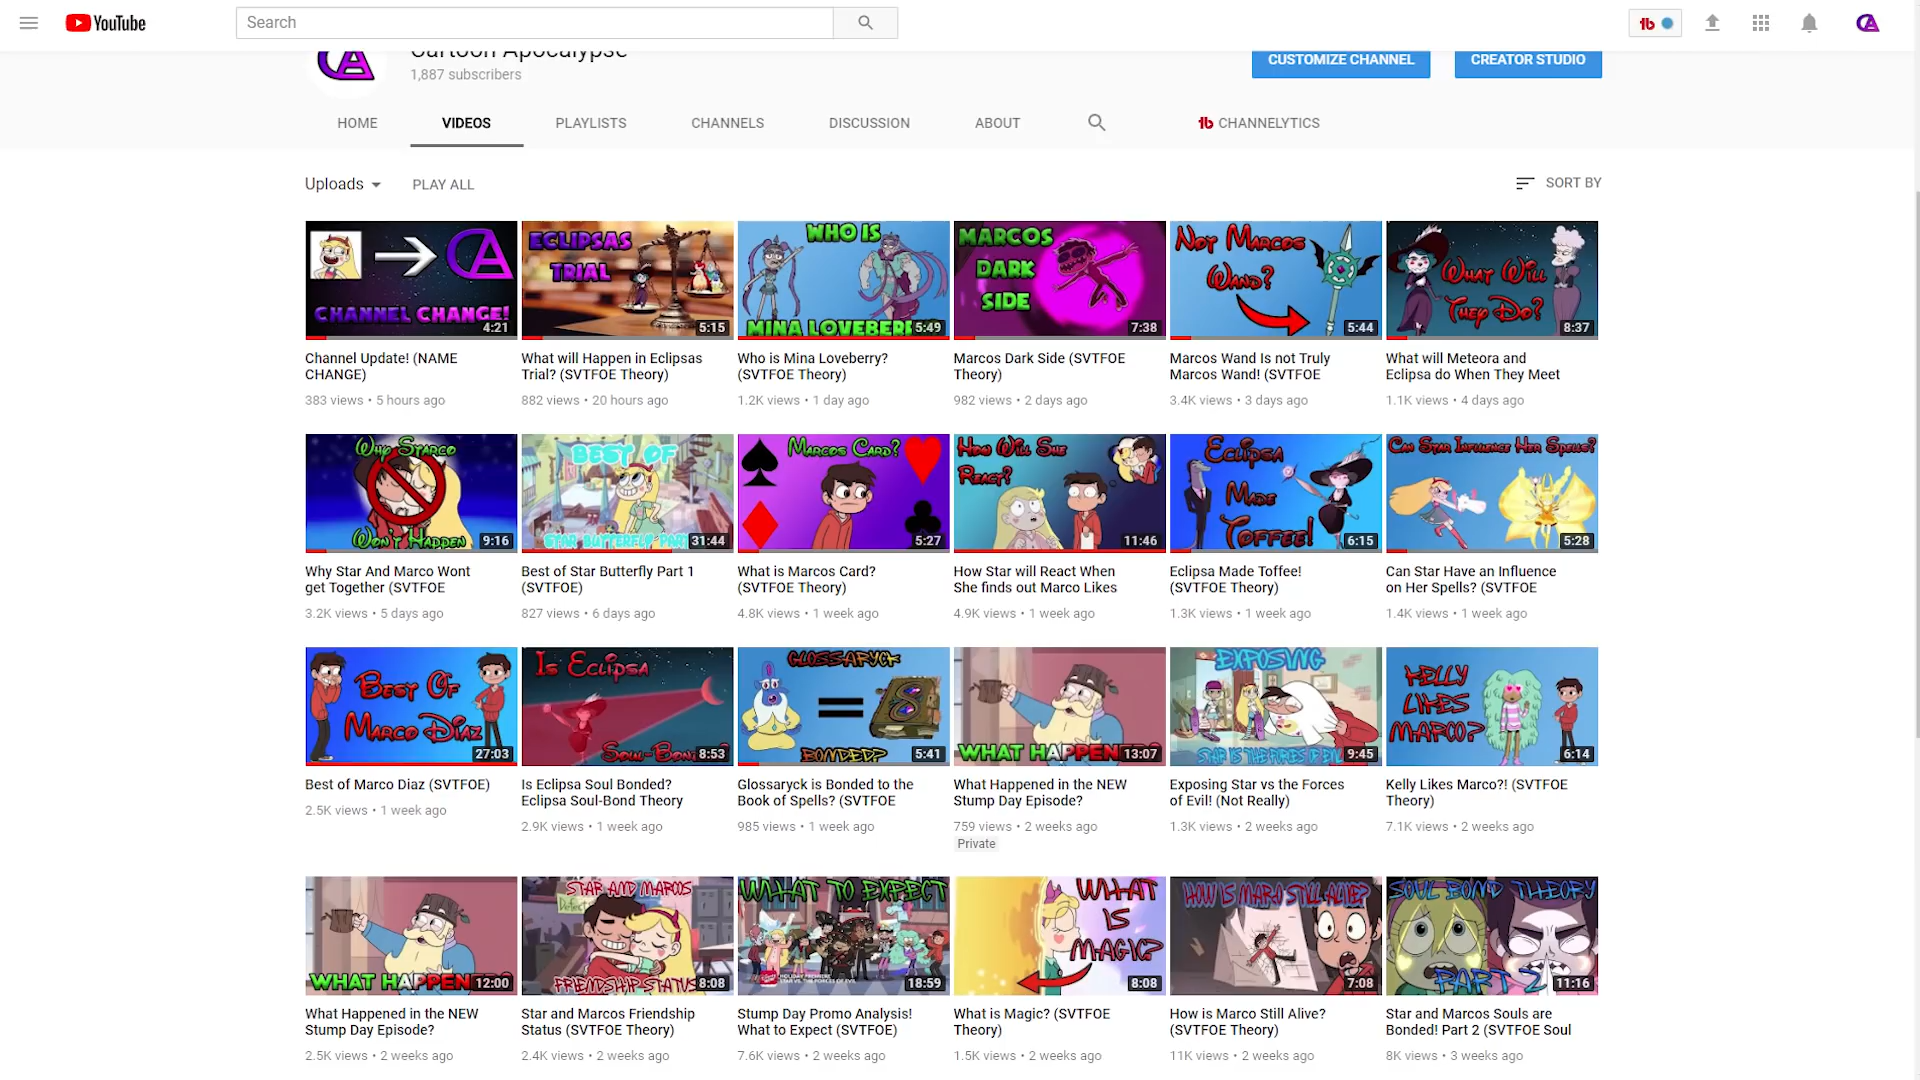 YouTube
Search
Cartoon Apocalypse
1,887 subscribers
CUSTOMIZE CHANNEL
CREATOR STUDIO
HOME
VIDEOS
PLAYLISTS
CHANNELS
DISCUSSION
ABOUT
CHANNELYTICS
Uploads
PLAY ALL
SORT BY
CHANNEL CHANGE!
4:21
Channel Update! (NAME
CHANGE)
383 views • 5 hours ago
ECLIPSAS
TRIAL
5:15
What will Happen in Eclipsas
Trial? (SVTFOE Theory)
882 views • 20 hours ago
WHO IS
MINA LOVEBERR
5:49
Who is Mina Loveberry?
(SVTFOE Theory)
1.2K views • 1 day ago
MARCOS
DARK
SIDE
7:38
Marcos Dark Side (SVTFOE
Theory)
982 views • 2 days ago
Not Marcos
Wand?
5:44
Marcos Wand Is not Truly
Marcos Wand! (SVTFOE
3.4K views • 3 days ago
What Will
They Do?
8:37
What will Meteora and
Eclipsa do When They Meet
1.1K views • 4 days ago
Why Starco
Won't Happen
9:16
Why Star And Marco Wont
get Together (SVTFOE
3.2K views • 5 days ago
BEST OF
STAR BUTTERFLY PART
31:44
Best of Star Butterfly Part 1
(SVTFOE)
827 views • 6 days ago
Marcos Card?
5:27
What is Marcos Card?
(SVTFOE Theory)
4.8K views • 1 week ago
How Will She
React?
11:46
How Star will React When
She finds out Marco Likes
4.9K views • 1 week ago
Eclipsa
Made
Toffee!
6:15
Eclipsa Made Toffee!
(SVTFOE Theory)
1.3K views • 1 week ago
Can Star Influence Her Spells?
5:28
Can Star Have an Influence
on Her Spells? (SVTFOE
1.4K views • 1 week ago
Best Of
Marco Diaz
27:03
Best of Marco Diaz (SVTFOE)
2.5K views • 1 week ago
Is Eclipsa
Soul-Bond
8:53
Is Eclipsa Soul Bonded?
Eclipsa Soul-Bond Theory
2.9K views • 1 week ago
GLOSSARYCK
BONDED?
5:41
Glossaryck is Bonded to the
Book of Spells? (SVTFOE
985 views • 1 week ago
WHAT HAPPENED?
13:07
What Happened in the NEW
Stump Day Episode?
759 views • 2 weeks ago
Private
EXPOSING
STAR VS THE FORCES OF EVIL
9:45
Exposing Star vs the Forces
of Evil! (Not Really)
1.3K views • 2 weeks ago
KELLY
LIKES
MARCO?
6:14
Kelly Likes Marco?! (SVTFOE
Theory)
7.1K views • 2 weeks ago
WHAT HAPPENED?
12:00
What Happened in the NEW
Stump Day Episode?
2.5K views • 2 weeks ago
STAR AND MARCOS
FRIENDSHIP STATUS
8:08
Star and Marcos Friendship
Status (SVTFOE Theory)
2.4K views • 2 weeks ago
WHAT TO EXPECT
18:59
Stump Day Promo Analysis!
What to Expect (SVTFOE)
7.6K views • 2 weeks ago
WHAT
IS
MAGIC?
8:08
What is Magic? (SVTFOE
Theory)
1.5K views • 2 weeks ago
HOW IS MARCO STILL ALIVE?
7:08
How is Marco Still Alive?
(SVTFOE Theory)
11K views • 2 weeks ago
SOUL BOND THEORY
PART 2
11:16
Star and Marcos Souls are
Bonded! Part 2 (SVTFOE Soul
8K views • 3 weeks ago